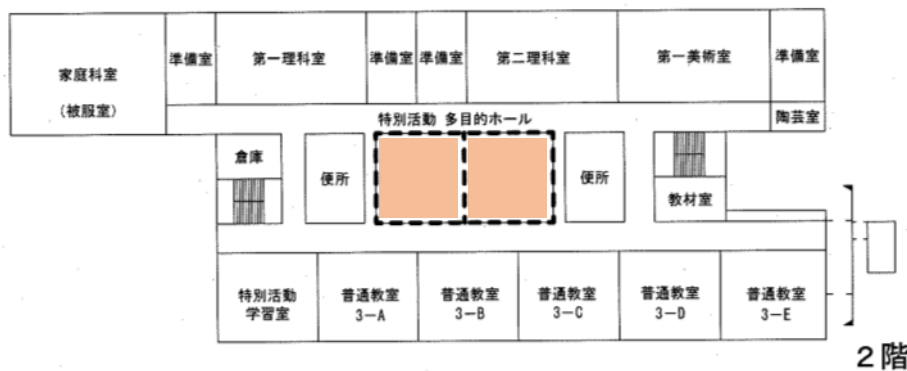 家庭科室
(被服室)
準備室
第一理科室
準備室
準備室
第二理科室
第一美術室
準備室
陶芸室
特別活動 多目的ホール
倉庫
便所
便所
教材室
特別活動
学習室
普通教室
3-A
普通教室
3-B
普通教室
3-C
普通教室
3-D
普通教室
3-E
2階